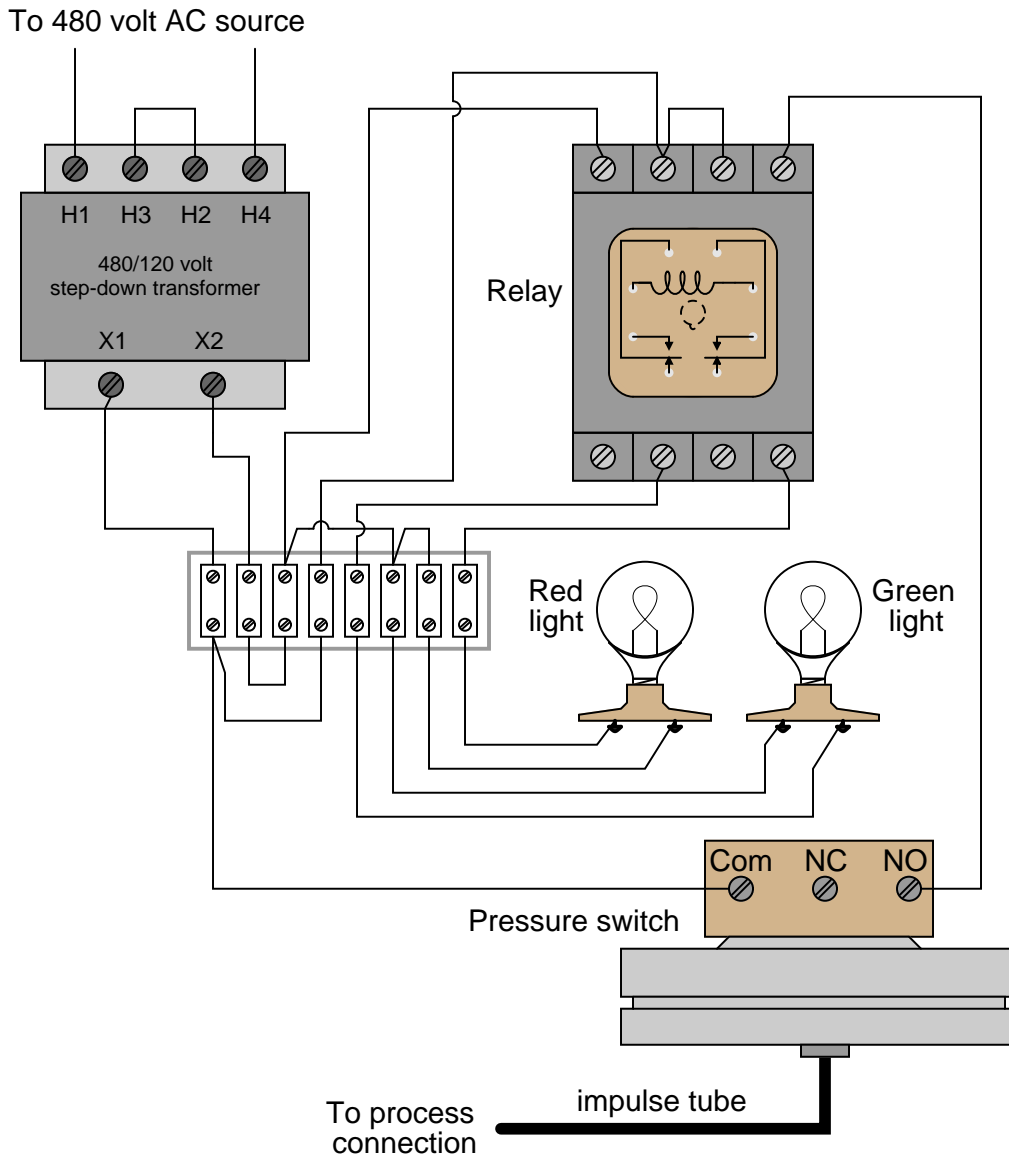 To 480 volt AC source
H1 H3 H2 H4
480/120 volt
step-down transformer
X1 X2
Relay
Red
light
Green
light
Com NC NO
Pressure switch
impulse tube
To process
connection